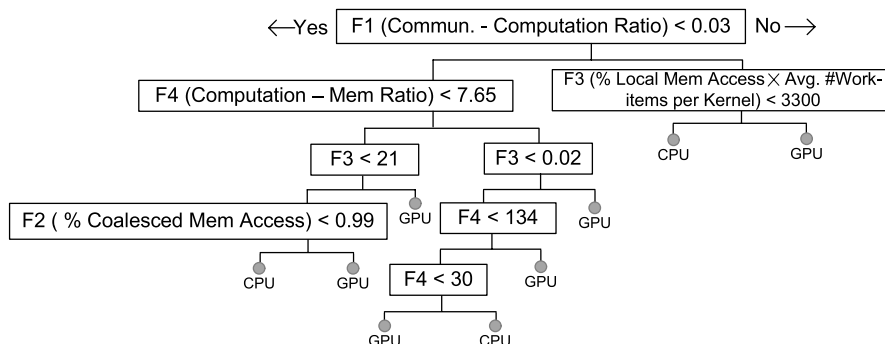 Yes
F1 (Commun. - Computation Ratio) < 0.03
No
F4 (Computation – Mem Ratio) < 7.65
F3 (% Local Mem Access × Avg. #Work-
items per Kernel) < 3300
CPU
GPU
F3 < 21
F3 < 0.02
F2 ( % Coalesced Mem Access) < 0.99
GPU
F4 < 134
GPU
CPU
GPU
F4 < 30
GPU
GPU
CPU